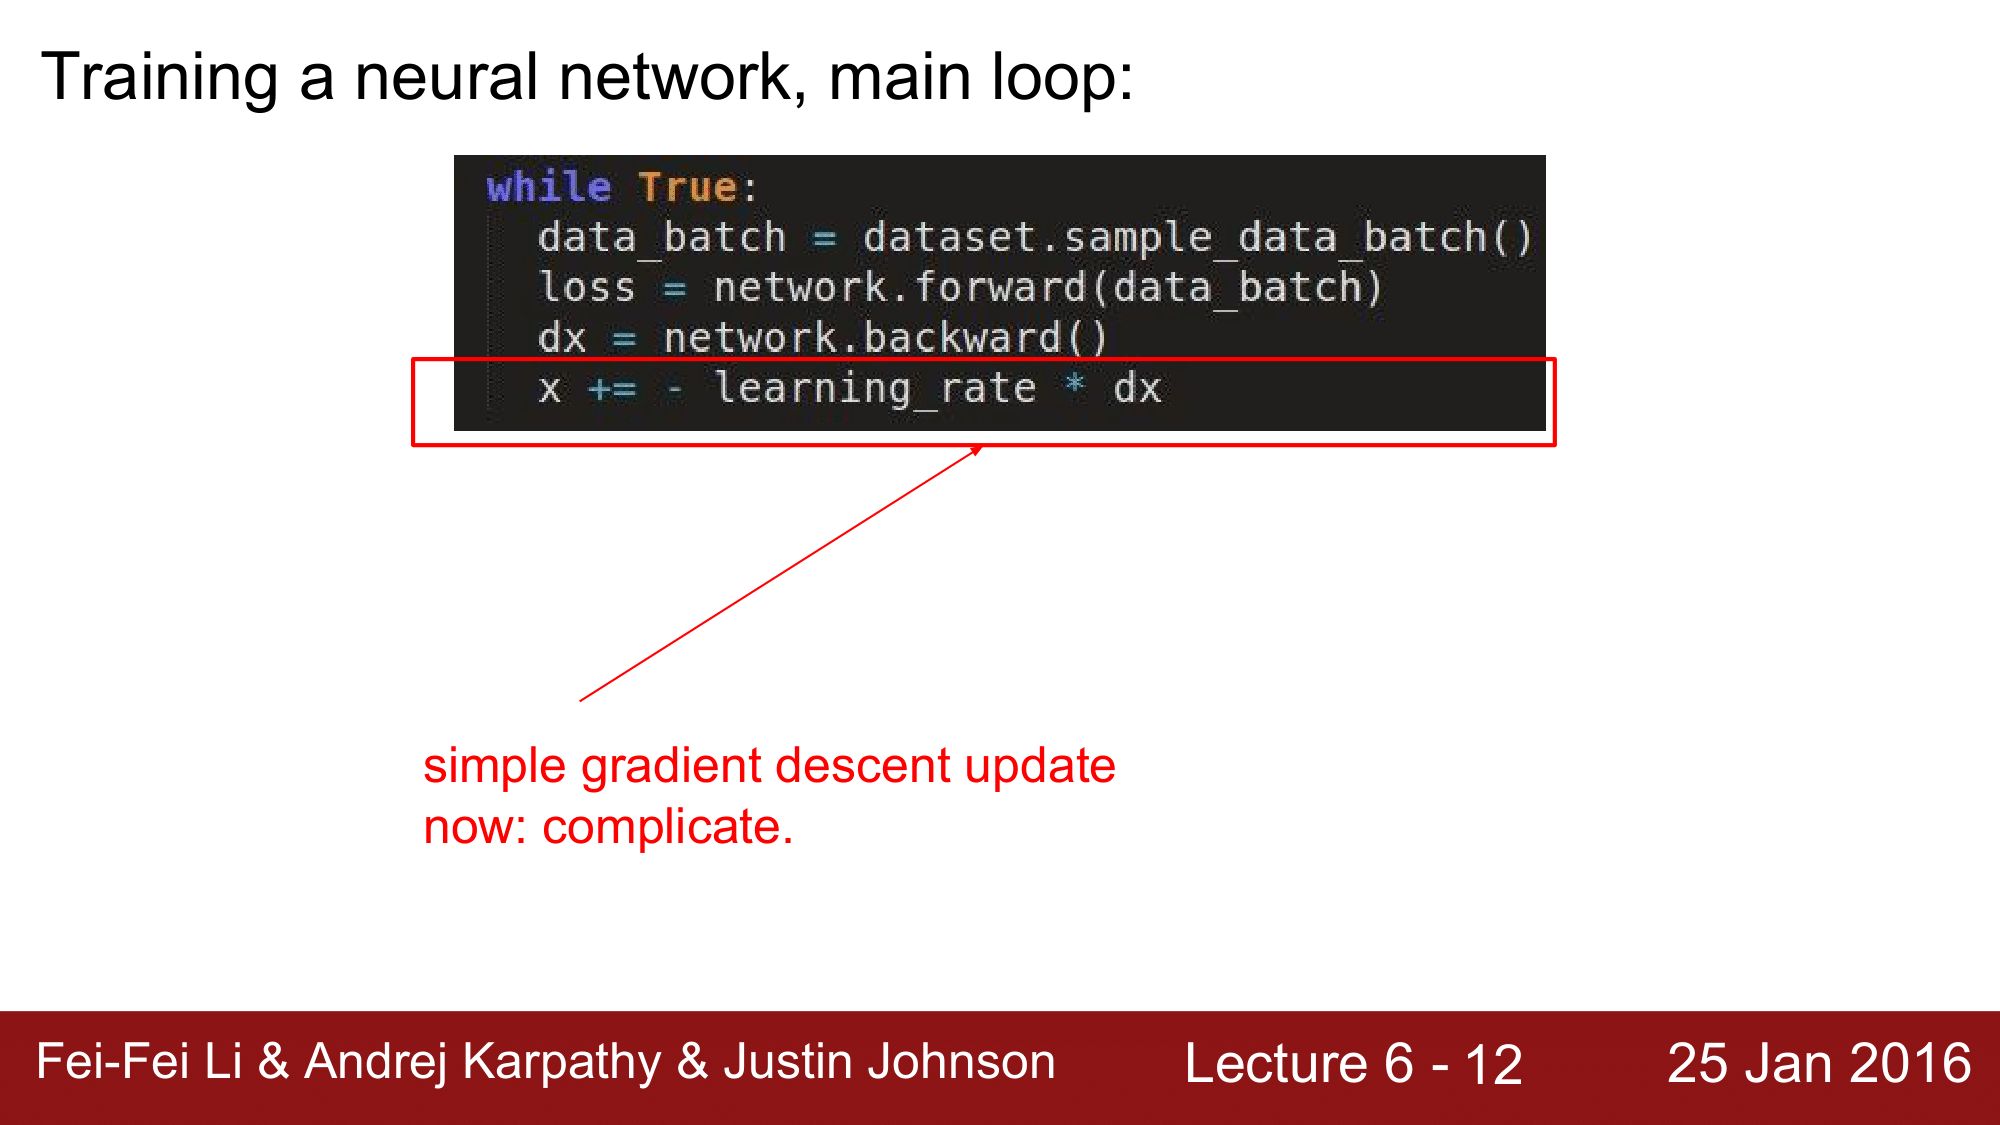 Training a neural network, main loop:
while True:
data_batch = dataset.sample_data_batch()
loss = network.forward(data_batch)
dx = network.backward()
x += - learning_rate * dx
simple gradient descent update
now: complicate.
Fei-Fei Li & Andrej Karpathy & Justin Johnson Lecture 6 - 12 25 Jan 2016